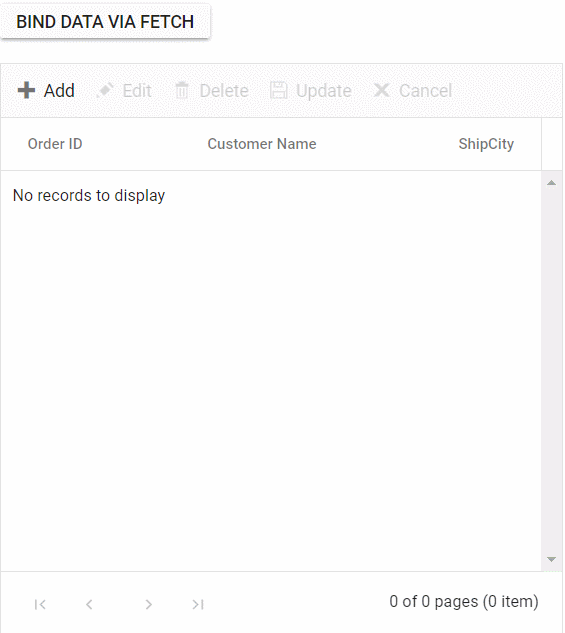 BIND DATA VIA FETCH
Add Edit Delete Update Cancel
Order ID Customer Name ShipCity
No records to display
0 of 0 pages (0 item)